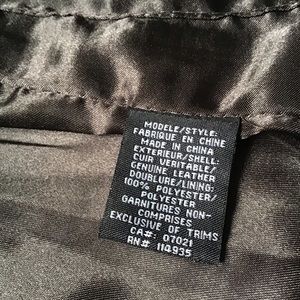 MODELE/STYLE:
FABRIQUE EN CHINE
MADE IN CHINA
EXTERIEUR/SHELL:
CUIR VERITABLE/
GENUINE LEATHER
DOUBLURE/LINING:
100% POLYESTER/
POLYESTER
GARNITURES NON-
COMPRISES
EXCLUSIVE OF TRIMS
CA#: 07021
RN#: 114935